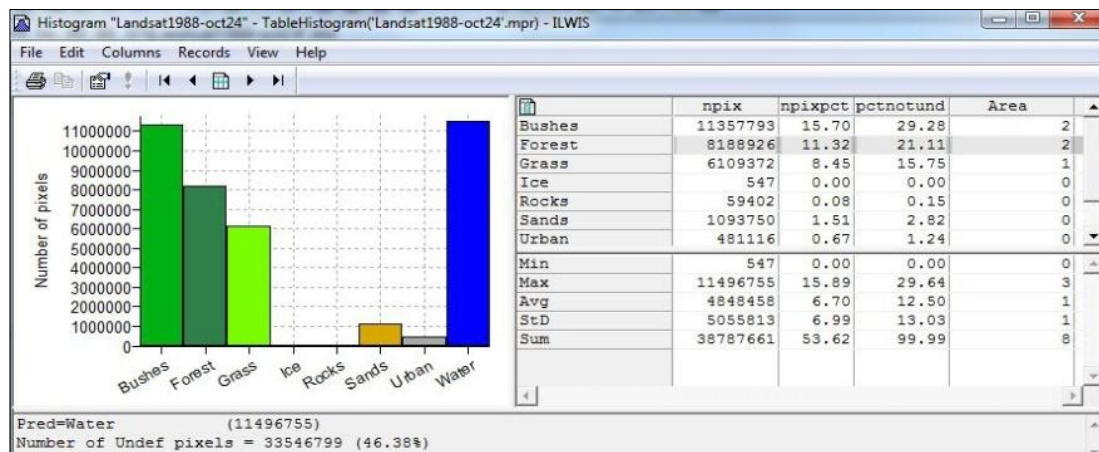 Histogram "Landsat1988-oct24" - TableHistogram('Landsat1988-oct24'.mpr) - ILWIS
File Edit Columns Records View Help
Number of pixels
11000000
10000000
9000000
8000000
7000000
6000000
5000000
4000000
3000000
2000000
1000000
0
Bushes Forest Grass Ice Rocks Sands Urban Water
npix npixpct pctnotund Area
Bushes 11357793 15.70 29.28 2
Forest 8188926 11.32 21.11 2
Grass 6109372 8.45 15.75 1
Ice 547 0.00 0.00 0
Rocks 59402 0.08 0.15 0
Sands 1093750 1.51 2.82 0
Urban 481116 0.67 1.24 0
Min 547 0.00 0.00 0
Max 11496755 15.89 29.64 3
Avg 4848458 6.70 12.50 1
StD 5055813 6.99 13.03 1
Sum 38787661 53.62 99.99 8
Pred=Water (11496755)
Number of Undef pixels = 33546799 (46.38%)